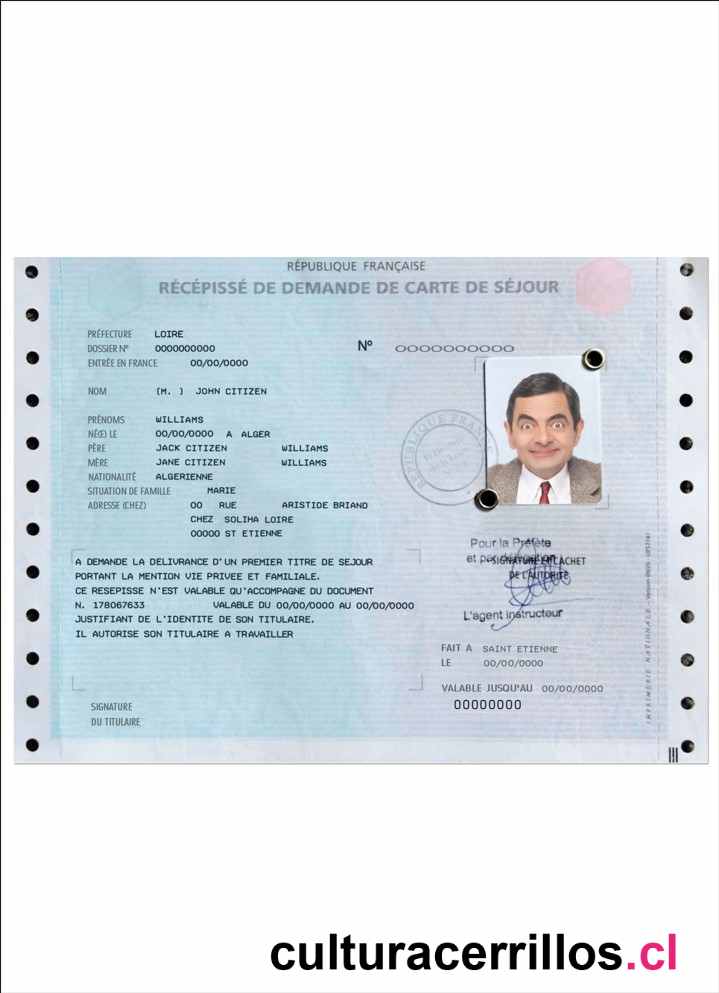 RÉPUBLIQUE FRANÇAISE
RÉCÉPISSÉ DE DEMANDE DE CARTE DE SÉJOUR
PRÉFECTURE LOIRE
DOSSIER N° 0000000000 N° 0000000000
ENTRÉE EN FRANCE 00/00/0000
NOM (M. ) JOHN CITIZEN
PRÉNOMS WILLIAMS
NÉ(E) LE 00/00/0000 A ALGER
PÈRE JACK CITIZEN WILLIAMS
MÈRE JANE CITIZEN WILLIAMS
NATIONALITÉ ALGERIENNE
SITUATION DE FAMILLE MARIE
ADRESSE (CHEZ) 00 RUE ARISTIDE BRIAND
CHEZ SOLIHA LOIRE
00000 ST ETIENNE
RÉPUBLIQUE FRANÇAISE
Pour la Préfète
et par délégation
SIGNATURE ET CACHET
DE L'AUTORITÉ
L'agent instructeur
A DEMANDE LA DELIVRANCE D'UN PREMIER TITRE DE SEJOUR
PORTANT LA MENTION VIE PRIVEE ET FAMILIALE.
CE RESEPISSE N'EST VALABLE QU'ACCOMPAGNE DU DOCUMENT
N. 178067633 VALABLE DU 00/00/0000 AU 00/00/0000
JUSTIFIANT DE L'IDENTITE DE SON TITULAIRE.
IL AUTORISE SON TITULAIRE A TRAVAILLER
FAIT A SAINT ETIENNE
LE 00/00/0000
VALABLE JUSQU'AU 00/00/0000
00000000
SIGNATURE
DU TITULAIRE
IMPRIMERIE NATIONALE
culturacerrillos.cl